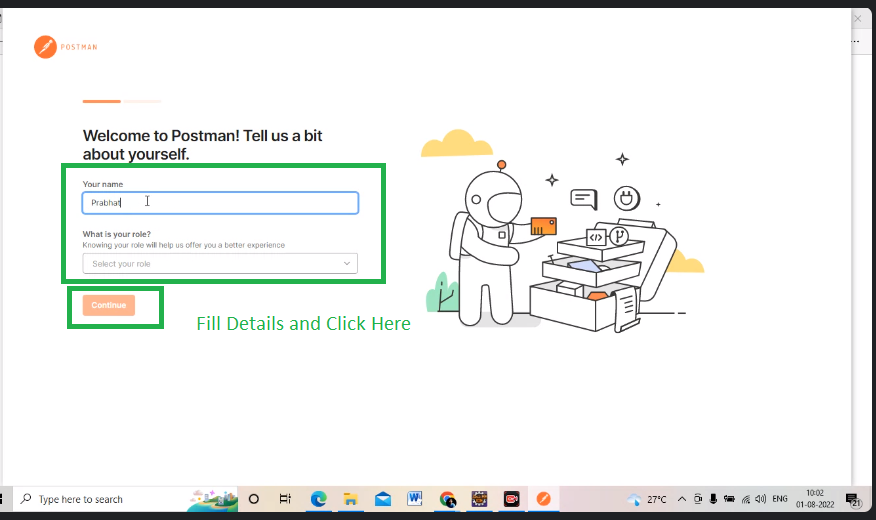 POSTMAN
Welcome to Postman! Tell us a bit
about yourself.
Your name
Prabhat
What is your role?
Knowing your role will help us offer you a better experience
Select your role
Continue
Fill Details and Click Here
</>
Type here to search
27°C
ENG
10:02
01-08-2022
21